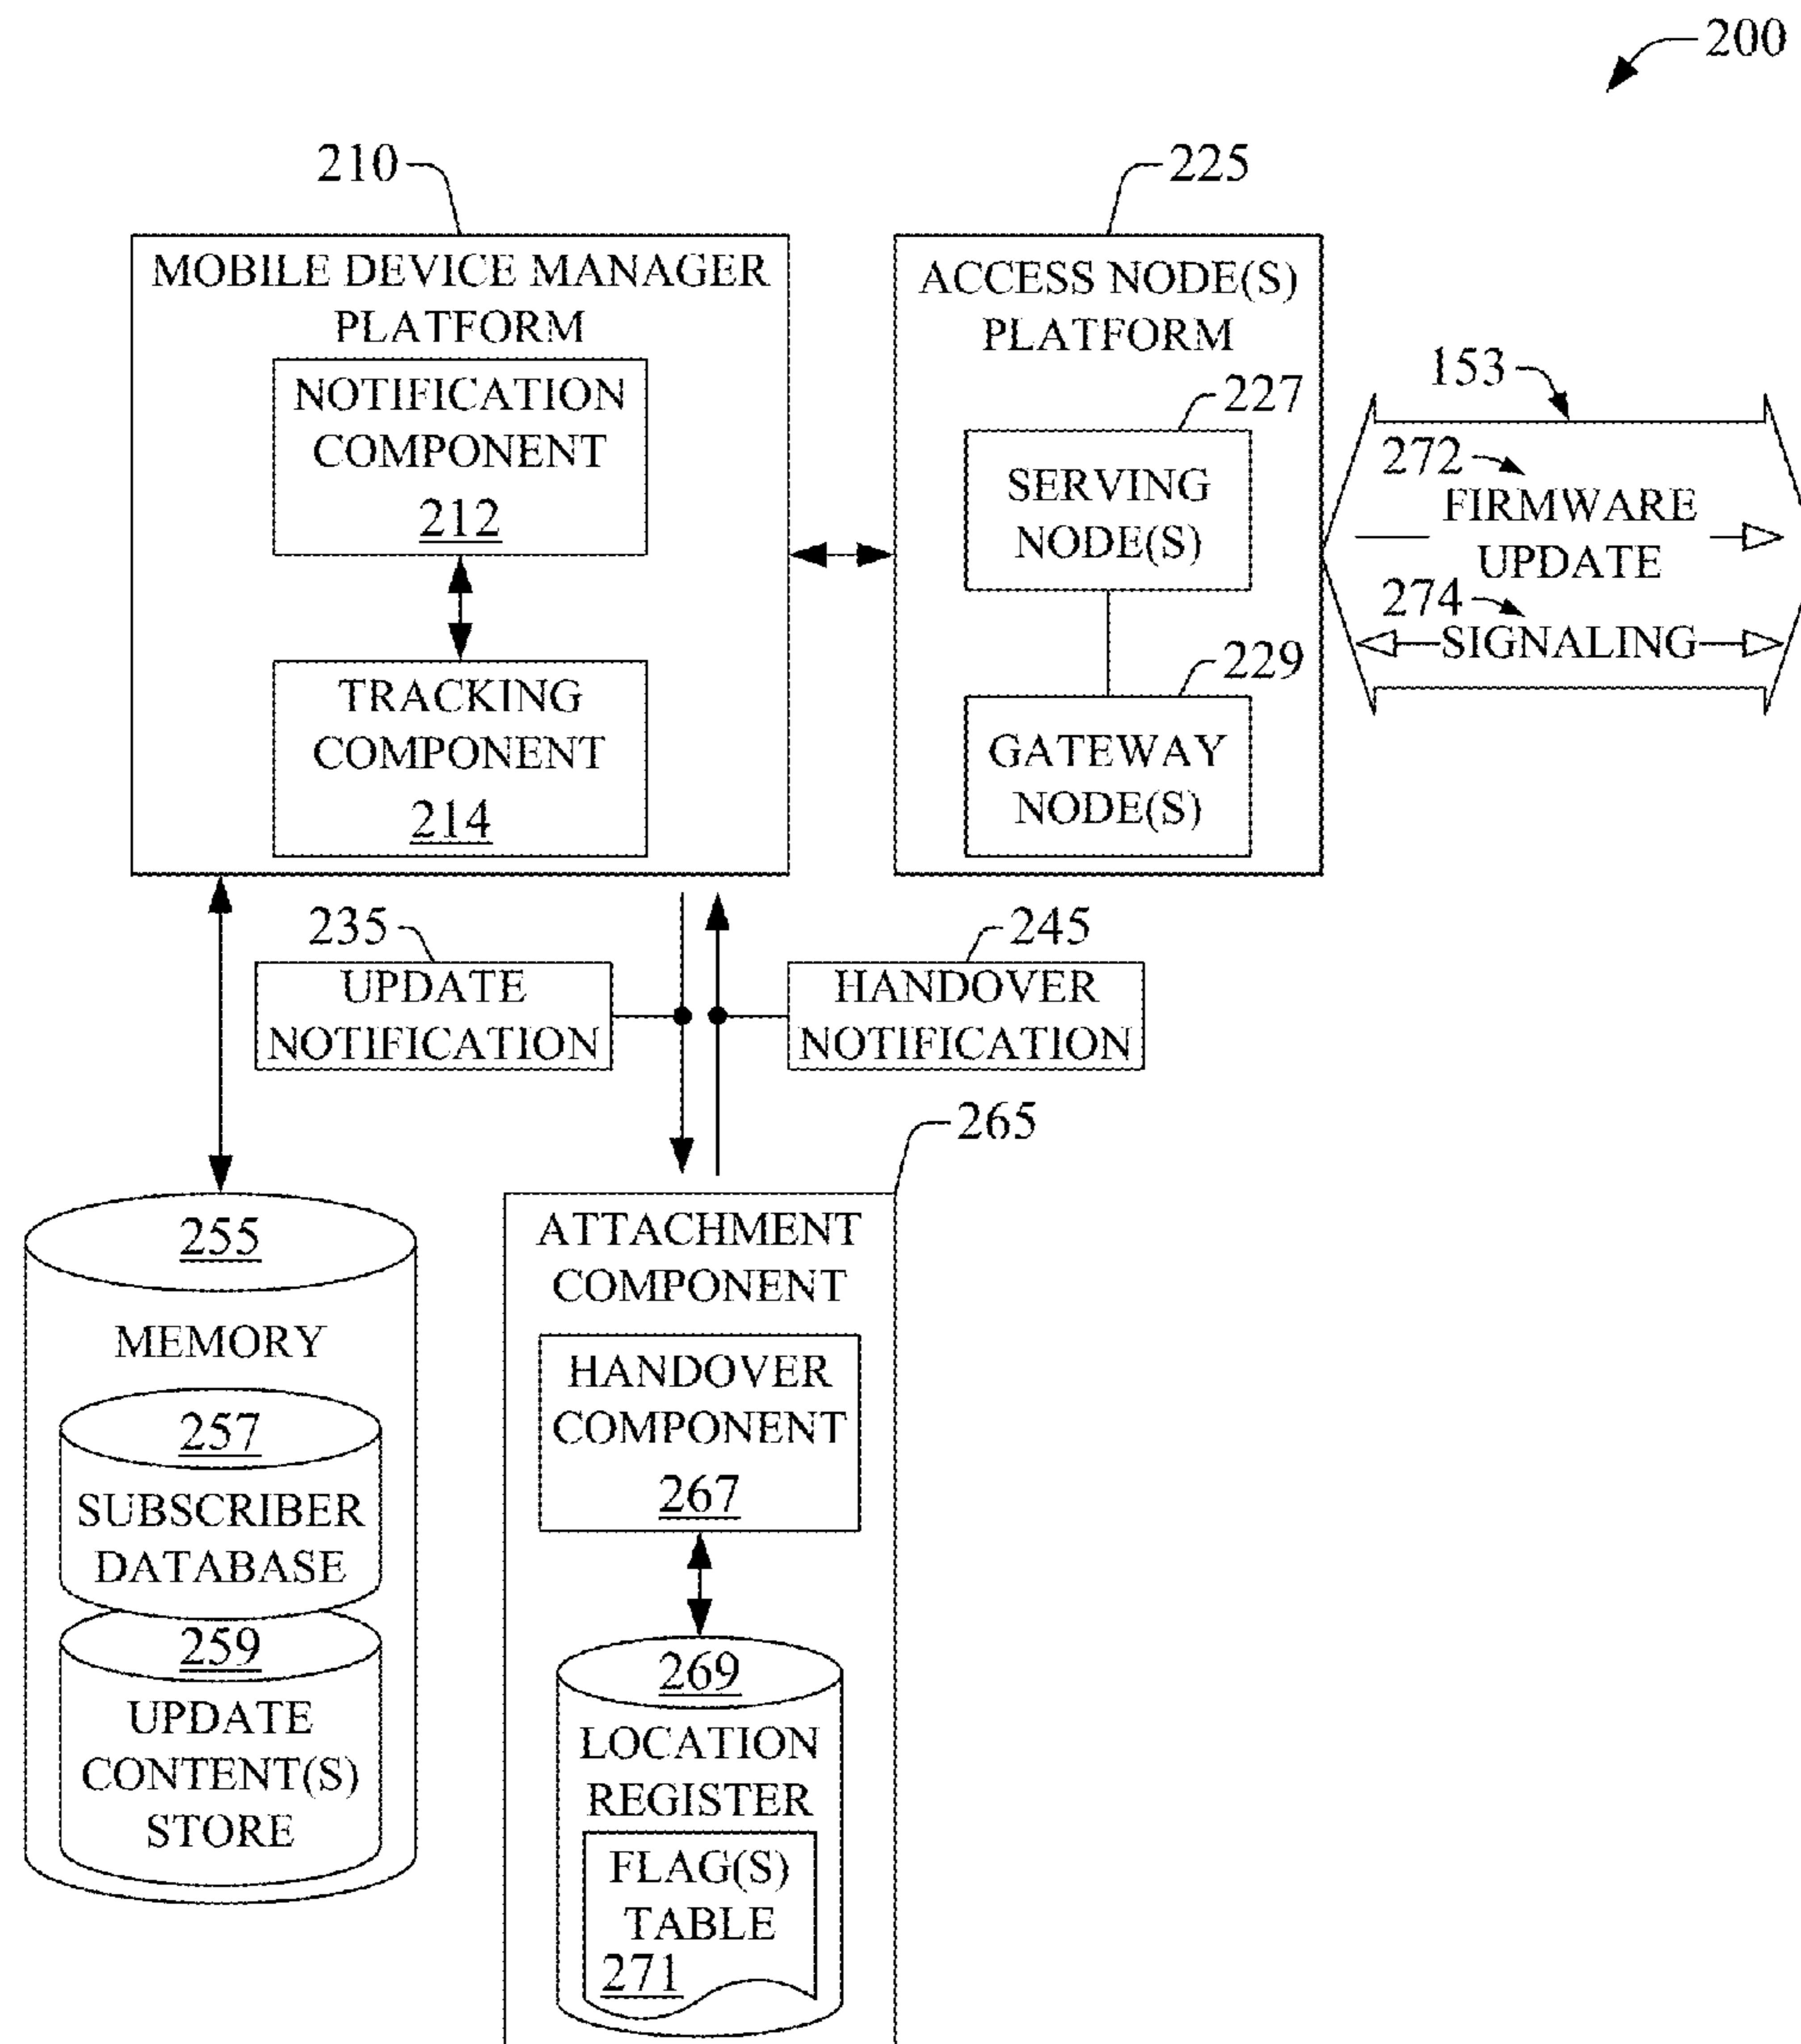 200
210
MOBILE DEVICE MANAGER
PLATFORM
NOTIFICATION
COMPONENT
212
TRACKING
COMPONENT
214
225
ACCESS NODE(S)
PLATFORM
227
SERVING
NODE(S)
229
GATEWAY
NODE(S)
153
272
FIRMWARE
UPDATE
274
SIGNALING
235
UPDATE
NOTIFICATION
245
HANDOVER
NOTIFICATION
255
MEMORY
257
SUBSCRIBER
DATABASE
259
UPDATE
CONTENT(S)
STORE
265
ATTACHMENT
COMPONENT
HANDOVER
COMPONENT
267
269
LOCATION
REGISTER
FLAG(S)
TABLE
271